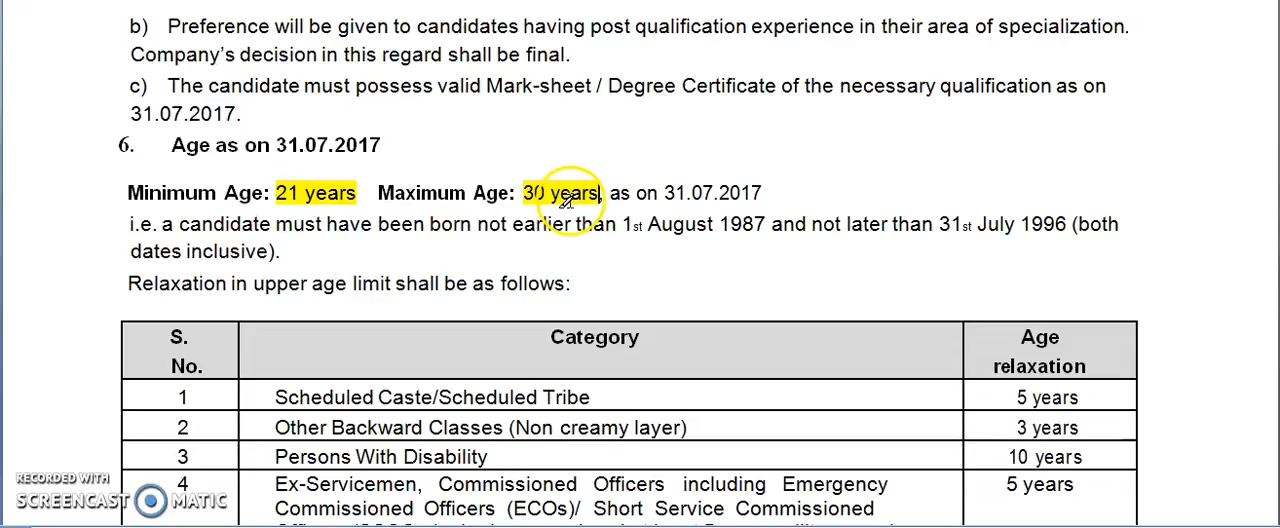 b) Preference will be given to candidates having post qualification experience in their area of specialization.
Company's decision in this regard shall be final.
c) The candidate must possess valid Mark-sheet / Degree Certificate of the necessary qualification as on
31.07.2017.
6. Age as on 31.07.2017
Minimum Age: 21 years Maximum Age: 30 years, as on 31.07.2017
i.e. a candidate must have been born not earlier than 1st August 1987 and not later than 31st July 1996 (both
dates inclusive).
Relaxation in upper age limit shall be as follows:
S. No. Category Age relaxation
1 Scheduled Caste/Scheduled Tribe 5 years
2 Other Backward Classes (Non creamy layer) 3 years
3 Persons With Disability 10 years
4 Ex-Servicemen, Commissioned Officers including Emergency 5 years
Commissioned Officers (ECOs)/ Short Service Commissioned
RECORDED WITH
SCREENCAST MATIC